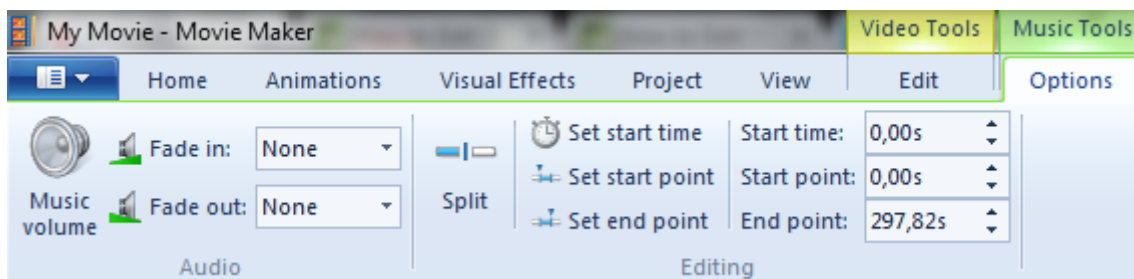 My Movie - Movie Maker
Video Tools
Music Tools
Home
Animations
Visual Effects
Project
View
Edit
Options
Music volume
Fade in: None
Fade out: None
Split
Set start time
Set start point
Set end point
Start time: 0,00s
Start point: 0,00s
End point: 297,82s
Audio
Editing